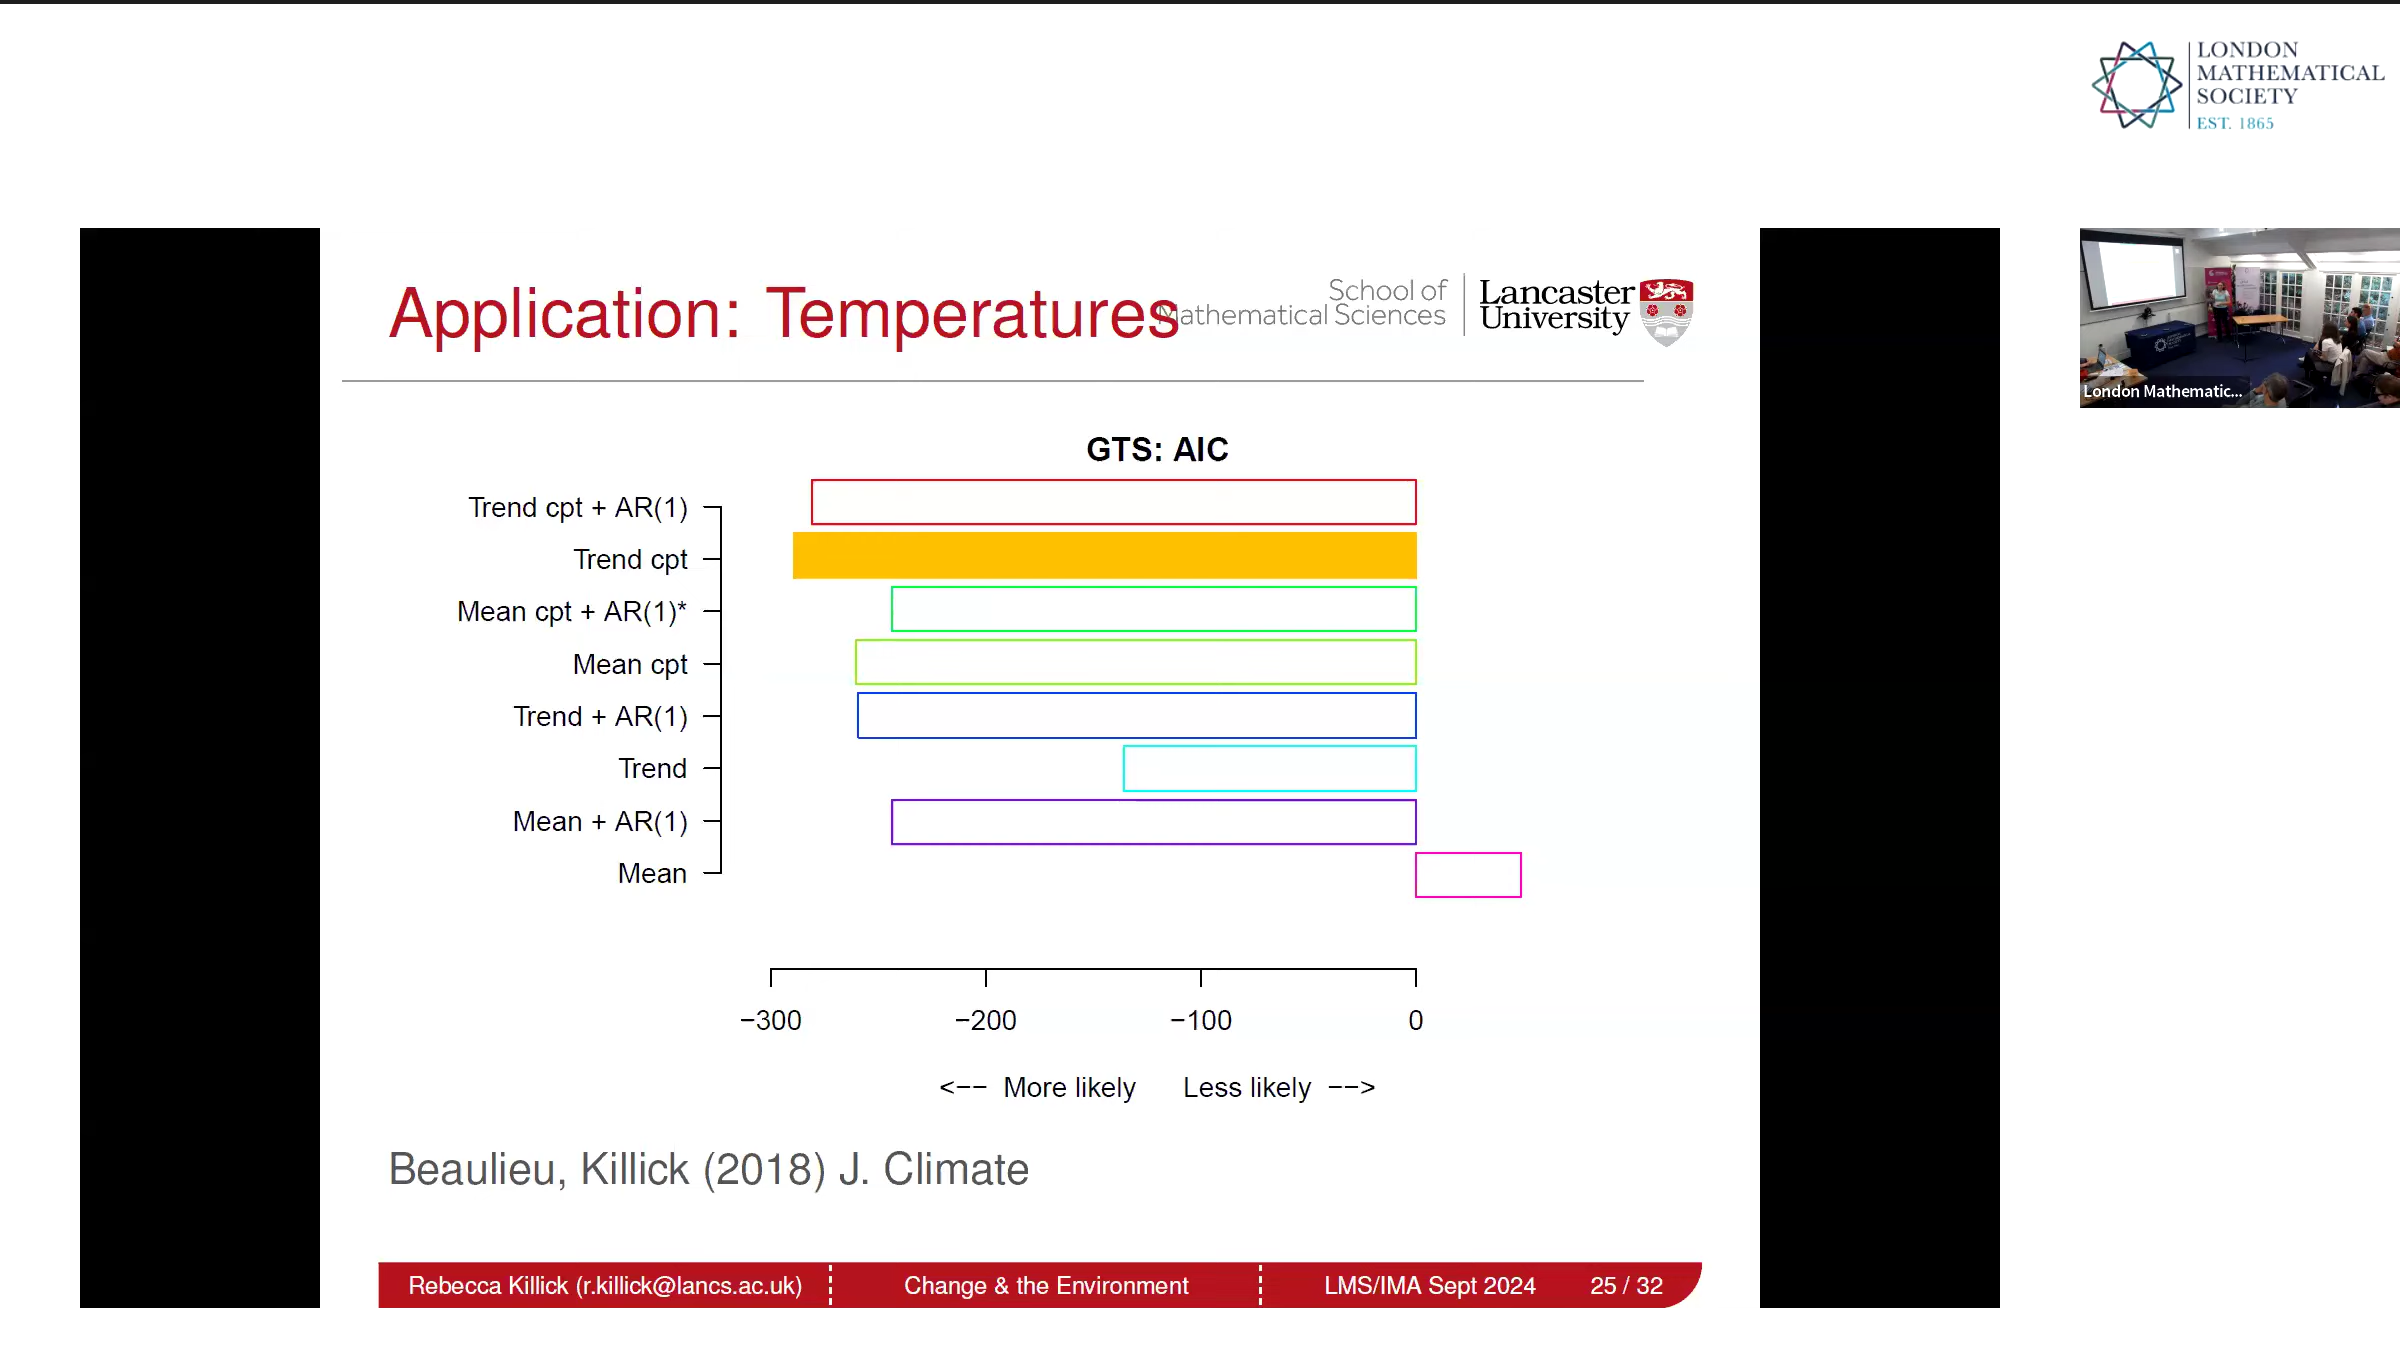 LONDON
MATHEMATICAL
SOCIETY
EST. 1865
Application: Temperatures
School of
Mathematical Sciences
Lancaster
University
London Mathematic...
GTS: AIC
Trend cpt + AR(1)
Trend cpt
Mean cpt + AR(1)*
Mean cpt
Trend + AR(1)
Trend
Mean + AR(1)
Mean
−300 −200 −100 0
<−− More likely Less likely −−>
Beaulieu, Killick (2018) J. Climate
Rebecca Killick (r.killick@lancs.ac.uk) Change & the Environment LMS/IMA Sept 2024 25 / 32